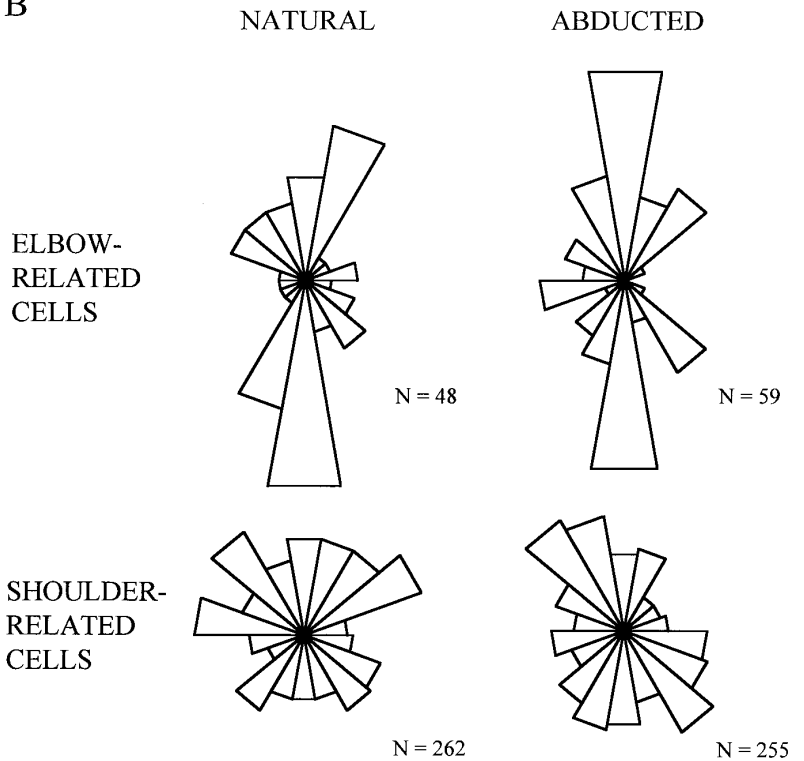 B
NATURAL
ABDUCTED
ELBOW-
RELATED
CELLS
N = 48
N = 59
SHOULDER-
RELATED
CELLS
N = 262
N = 255